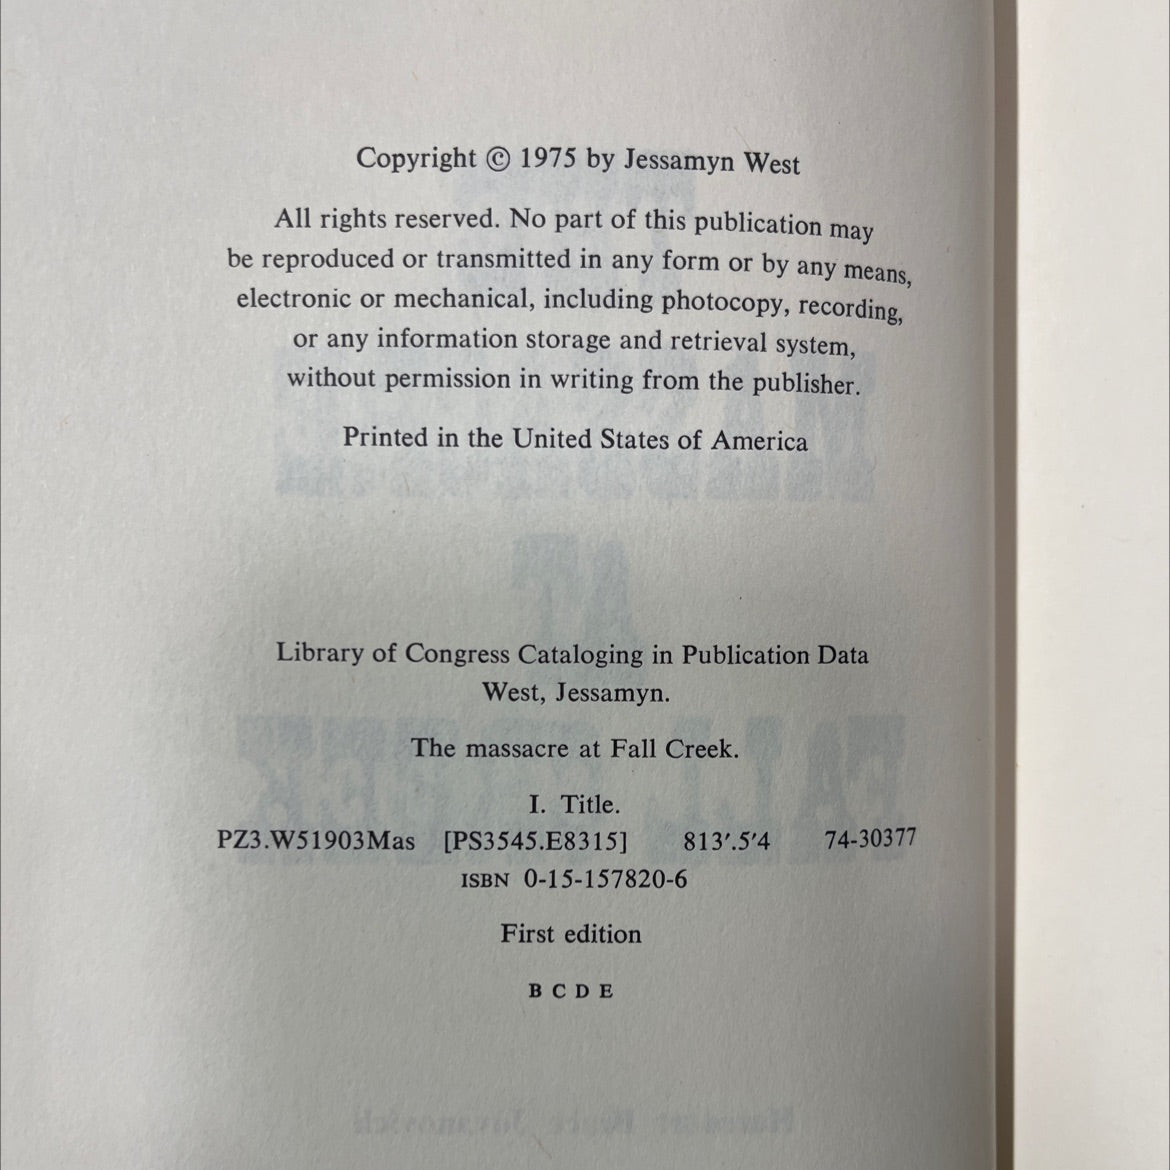 Copyright © 1975 by Jessamyn West
All rights reserved. No part of this publication may
be reproduced or transmitted in any form or by any means,
electronic or mechanical, including photocopy, recording,
or any information storage and retrieval system,
without permission in writing from the publisher.
Printed in the United States of America
Library of Congress Cataloging in Publication Data
West, Jessamyn.
The massacre at Fall Creek.
I. Title.
PZ3.W51903Mas [PS3545.E8315] 813'.5'4 74-30377
ISBN 0-15-157820-6
First edition
B C D E